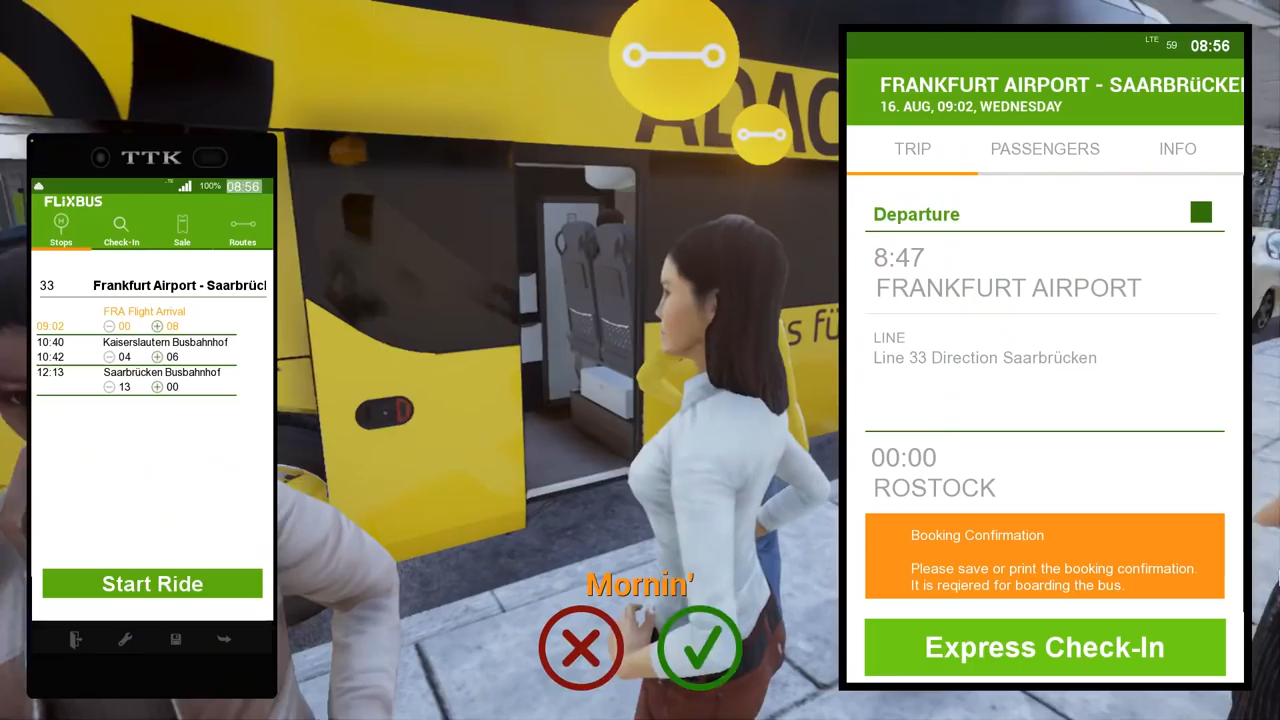 ADAC
s fü
TTK
100%
08:56
FLiXBUS
H
Stops
Check-In
Sale
Routes
33
Frankfurt Airport - Saarbrücl
FRA Flight Arrival
09:02
00
08
10:40
Kaiserslautern Busbahnhof
10:42
04
06
12:13
Saarbrücken Busbahnhof
13
00
Start Ride
Mornin'
LTE
59
08:56
FRANKFURT AIRPORT - SAARBRüCKE
16. AUG, 09:02, WEDNESDAY
TRIP
PASSENGERS
INFO
Departure
8:47
FRANKFURT AIRPORT
LINE
Line 33 Direction Saarbrücken
00:00
ROSTOCK
Booking Confirmation
Please save or print the booking confirmation.
It is reqiered for boarding the bus.
Express Check-In